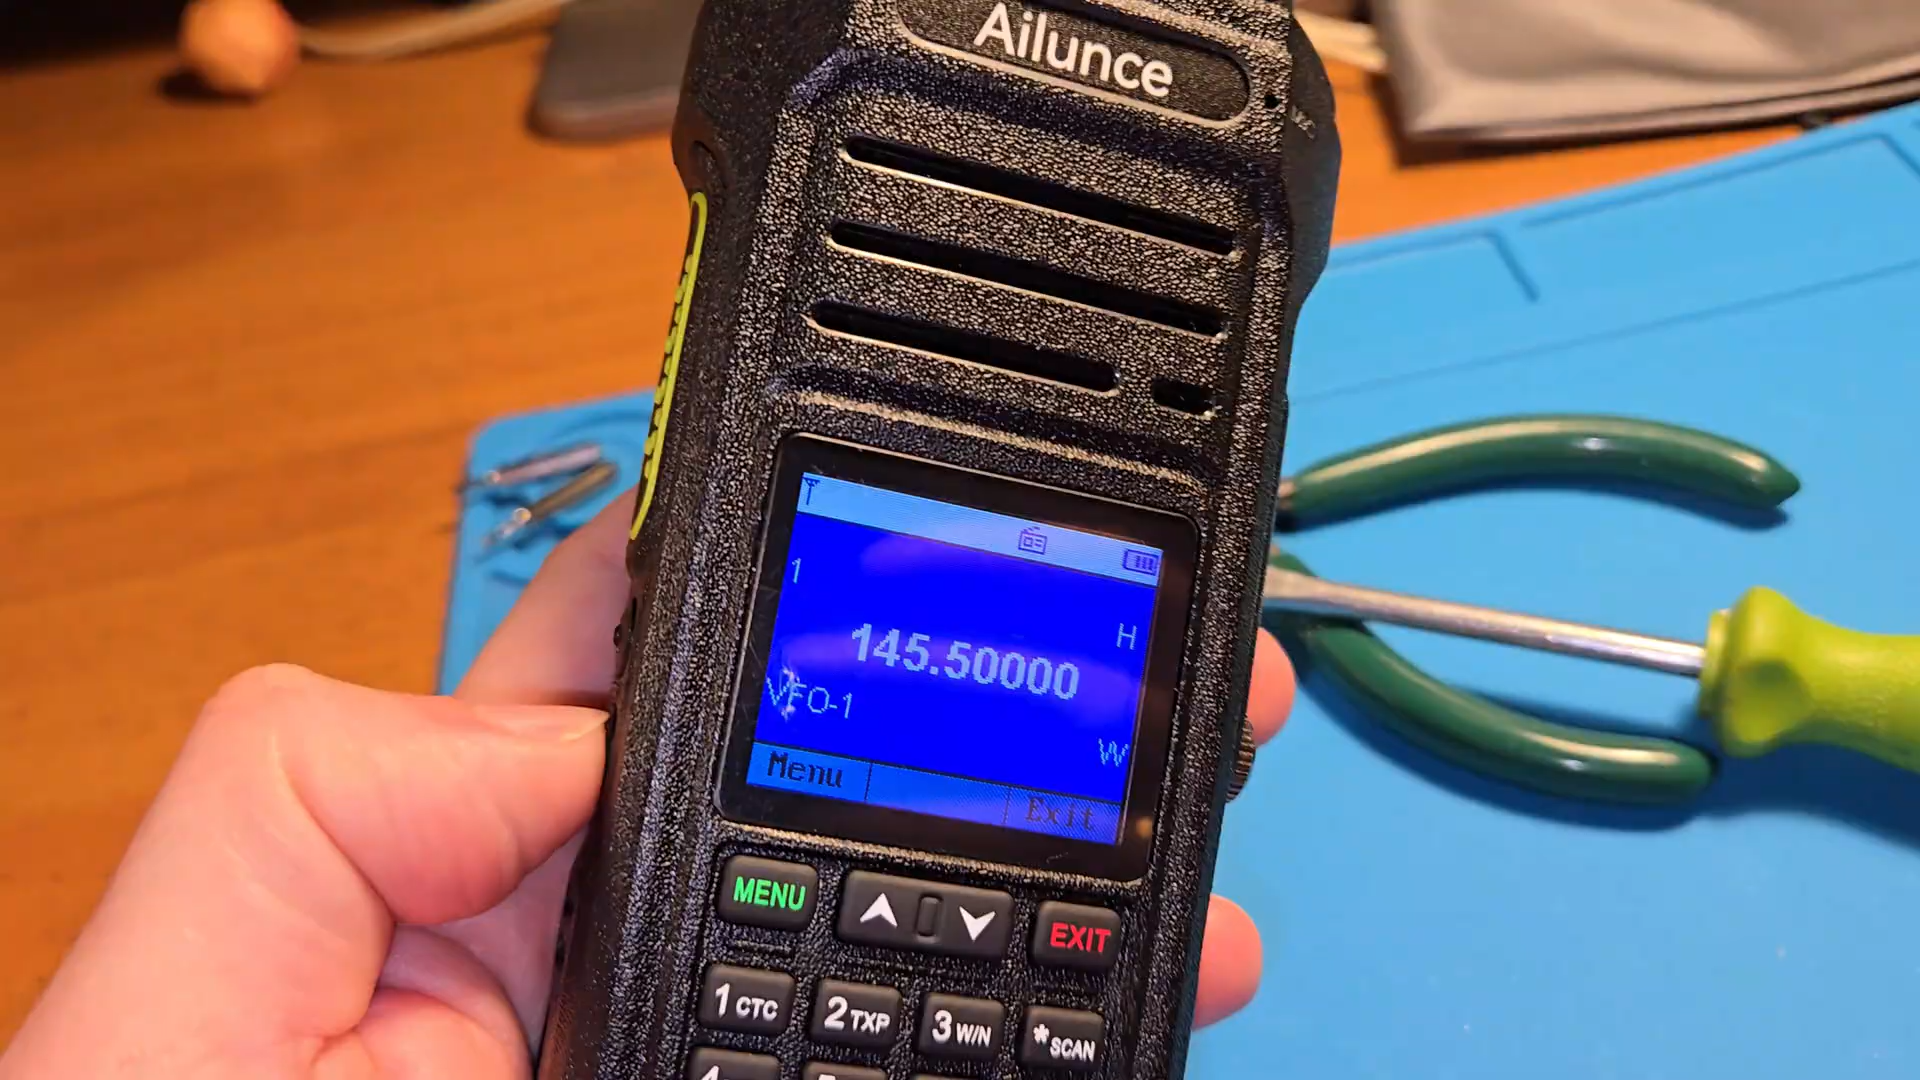 Ailunce
1
H
145.50000
VFO-1
W
Menu
Exit
MENU
EXIT
1 CTC
2 TXP
3 W/N
* SCAN